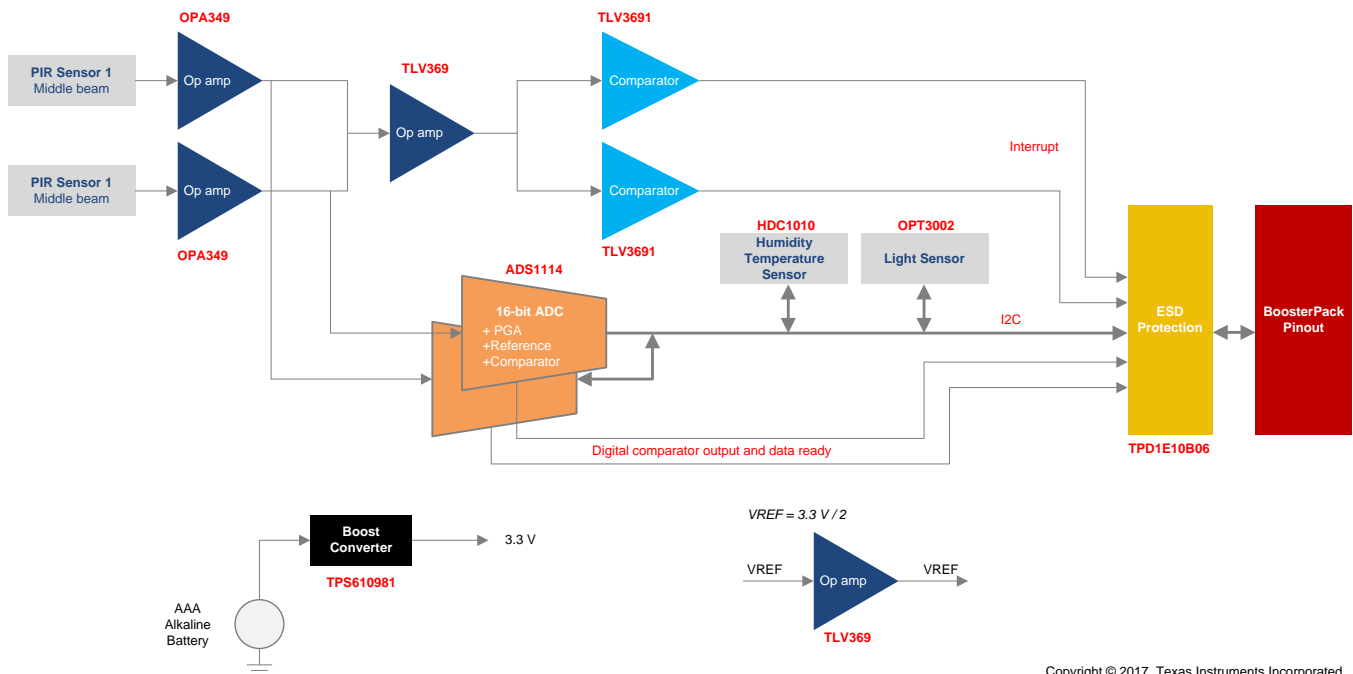 OPA349
TLV3691
PIR Sensor 1
Middle beam
Op amp
TLV369
Comparator
Op amp
Interrupt
PIR Sensor 1
Middle beam
Op amp
Comparator
OPA349
TLV3691
HDC1010
Humidity
Temperature
Sensor
OPT3002
Light Sensor
ADS1114
16-bit ADC
+ PGA
+Reference
+Comparator
I2C
ESD
Protection
BoosterPack
Pinout
Digital comparator output and data ready
TPD1E10B06
Boost
Converter
3.3 V
TPS610981
AAA
Alkaline
Battery
VREF = 3.3 V / 2
VREF
Op amp
VREF
TLV369
Copyright © 2017, Texas Instruments Incorporated